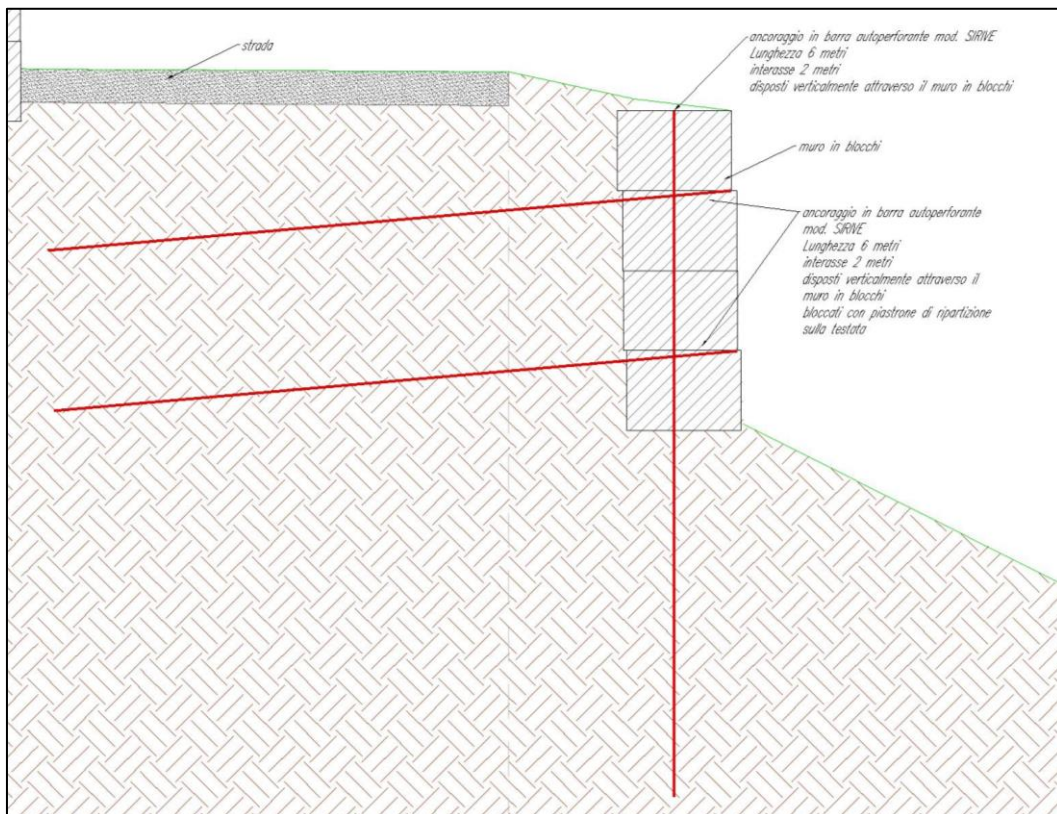 strada
ancoraggio in barra autoperforante mod. SIRIVE
Lunghezza 6 metri
interasse 2 metri
disposti verticalmente attraverso il muro in blocchi
muro in blocchi
ancoraggio in barra autoperforante
mod. SIRIVE
Lunghezza 6 metri
interasse 2 metri
disposti verticalmente attraverso il
muro in blocchi
bloccati con piastrone di ripartizione
sulla testata